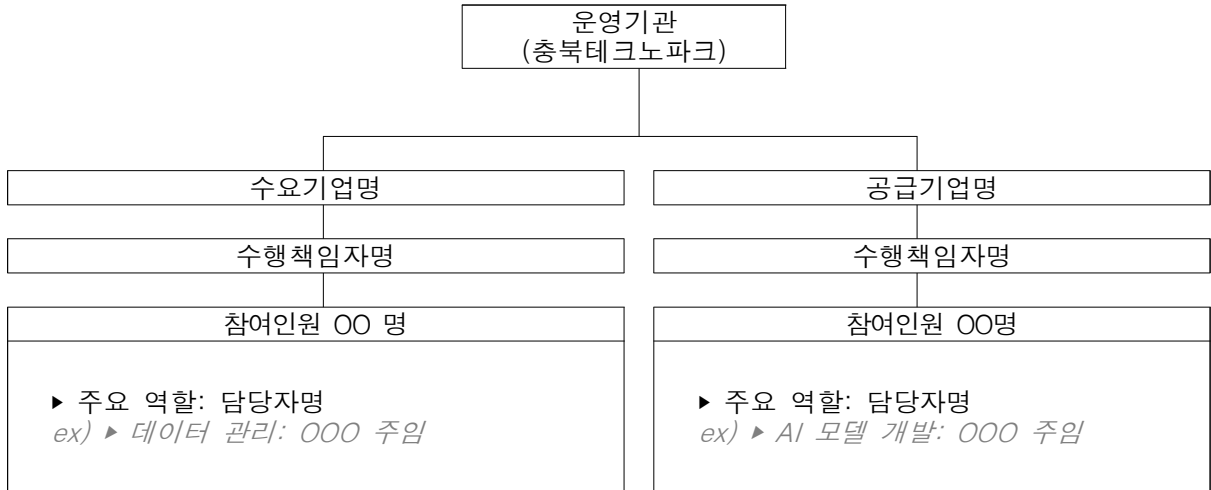 운영기관
(충북테크노파크)
수요기업명
공급기업명
수행책임자명
수행책임자명
참여인원 OO 명
참여인원 OO명
▶ 주요 역할: 담당자명
ex) ▶ 데이터 관리: OOO 주임
▶ 주요 역할: 담당자명
ex) ▶ AI 모델 개발: OOO 주임